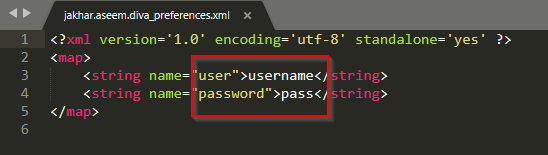 jakhar.aseem.diva_preferences.xml ×
1 <?xml version='1.0' encoding='utf-8' standalone='yes' ?>
2 <map>
3 <string name="user">username</string>
4 <string name="password">pass</string>
5 </map>
6